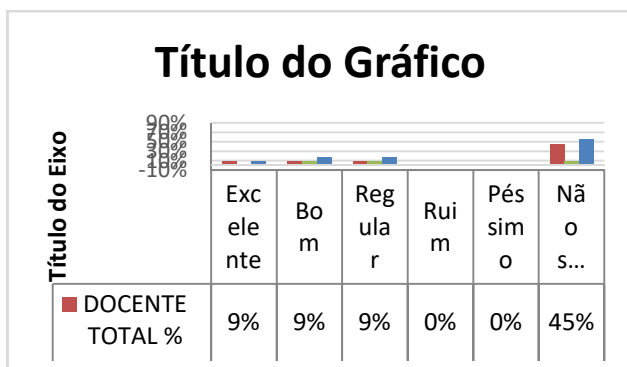 Título do Gráfico
Título do Eixo
90%
-10%
Exc
ele
nte
Bo
m
Reg
ula
r
Rui
m
Pés
sim
o
Nã
o
s...
DOCENTE
TOTAL %
9%
9%
9%
0%
0%
45%